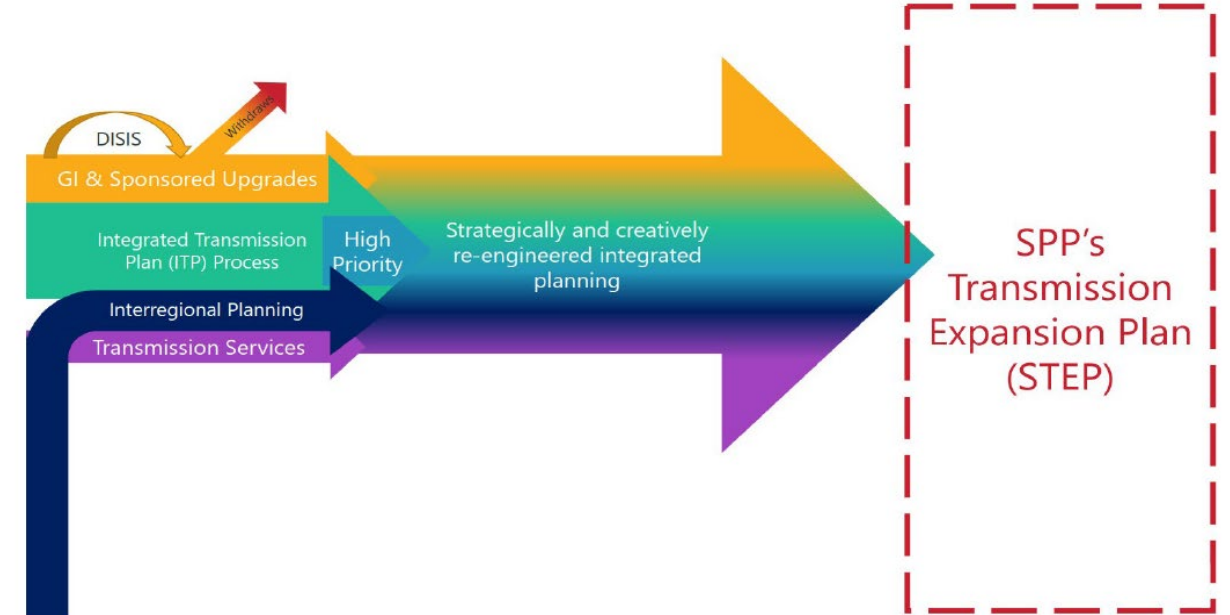 DISIS
Withdraws
GI & Sponsored Upgrades
Integrated Transmission
Plan (ITP) Process
High
Priority
Interregional Planning
Transmission Services
Strategically and creatively
re-engineered integrated
planning
SPP's
Transmission
Expansion Plan
(STEP)